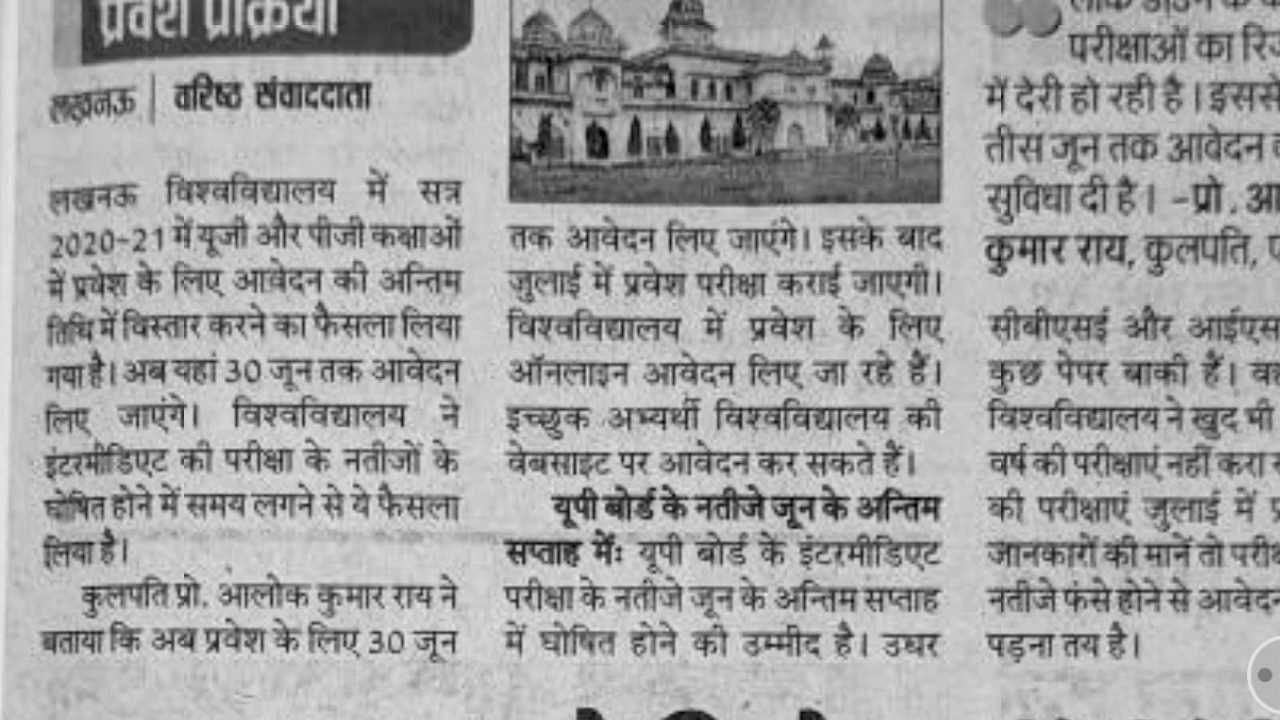 प्रवेश प्रक्रिया
लखनऊ | वरिष्ठ संवाददाता
लखनऊ विश्वविद्यालय में सत्र
2020-21 में यूजी और पीजी कक्षाओं
में प्रवेश के लिए आवेदन की अन्तिम
तिथि में विस्तार करने का फैसला लिया
गया है। अब यहां 30 जून तक आवेदन
लिए जाएंगे। विश्वविद्यालय ने
इंटरमीडिएट की परीक्षा के नतीजों के
घोषित होने में समय लगने से ये फैसला
लिया है।
कुलपति प्रो. आलोक कुमार राय ने
बताया कि अब प्रवेश के लिए 30 जून
तक आवेदन लिए जाएंगे। इसके बाद
जुलाई में प्रवेश परीक्षा कराई जाएगी।
विश्वविद्यालय में प्रवेश के लिए
ऑनलाइन आवेदन लिए जा रहे हैं।
इच्छुक अभ्यर्थी विश्वविद्यालय की
वेबसाइट पर आवेदन कर सकते हैं।
यूपी बोर्ड के नतीजे जून के अन्तिम
सप्ताह में: यूपी बोर्ड के इंटरमीडिएट
परीक्षा के नतीजे जून के अन्तिम सप्ताह
में घोषित होने की उम्मीद है। उधर
परीक्षाओं का
में देरी हो रही है। इससे
तीस जून तक आवेदन
सुविधा दी है। -प्रो.
कुमार राय, कुलपति,
सीबीएसई और
कुछ पेपर बाकी हैं।
विश्वविद्यालय ने खुद भी
वर्ष की परीक्षाएं नहीं करा
की परीक्षाएं जुलाई में
जानकारों की मानें तो
नतीजे फंसे होने से
पड़ना तय है।